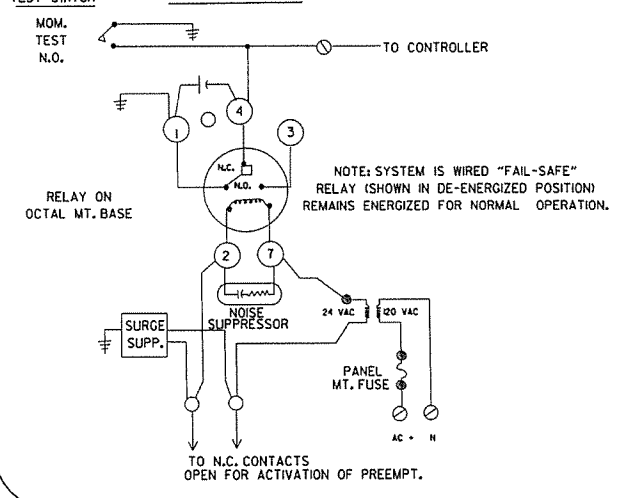 TEST SWITCH
MOM.
TEST
N.O.
TO CONTROLLER
4
1
3
N.C.
N.O.
NOTE: SYSTEM IS WIRED "FAIL-SAFE"
RELAY (SHOWN IN DE-ENERGIZED POSITION)
REMAINS ENERGIZED FOR NORMAL OPERATION.
RELAY ON
OCTAL MT. BASE
2
7
NOISE
SUPPRESSOR
24 VAC
120 VAC
SURGE
SUPP.
PANEL
MT. FUSE
AC +
N
TO N.C. CONTACTS
OPEN FOR ACTIVATION OF PREEMPT.